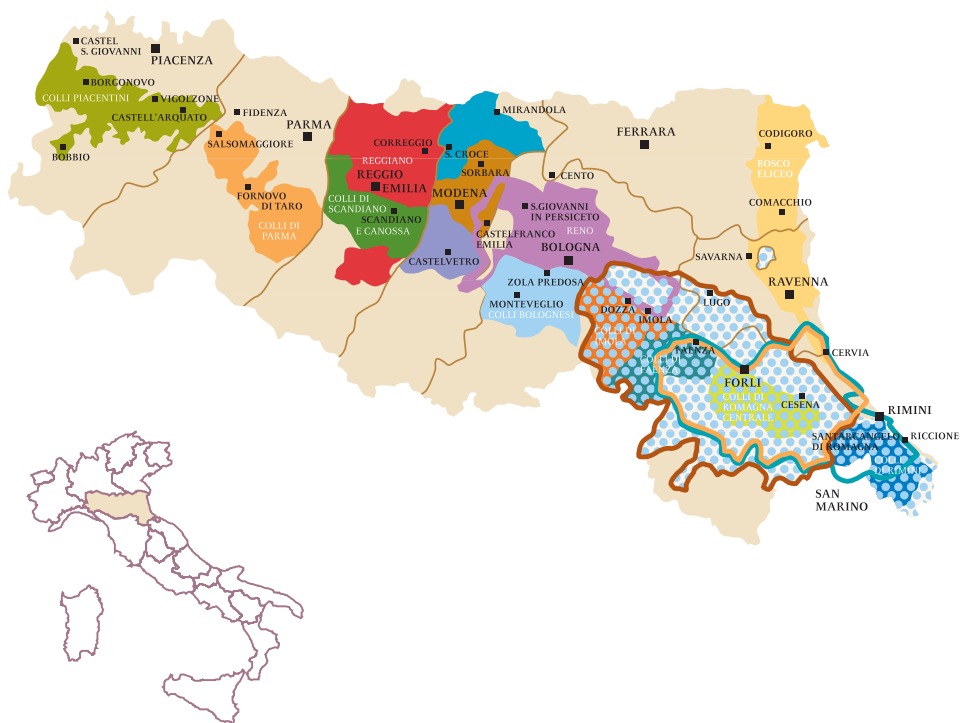 CASTEL
S. GIOVANNI
PIACENZA
BORGONOVO
COLLI PIACENTINI
VIGOLZONE
CASTELL'ARQUATO
BOBBIO
FIDENZA
SALSOMAGGIORE
PARMA
FORNOVO
DI TARO
COLLI DI
PARMA
CORREGGIO
REGGIANO
REGGIO
EMILIA
COLLI DI
SCANDIANO
SCANDIANO
E CANOSSA
MIRANDOLA
S. CROCE
SORBARA
MODENA
CASTELFRANCO
EMILIA
CASTELVETRO
CENTO
S.GIOVANNI
IN PERSICETO
RENO
BOLOGNA
ZOLA PREDOSA
MONTEVEGLIO
COLLI BOLOGNESI
FERRARA
CODIGORO
BOSCO
ELICEO
COMACCHIO
SAVARNA
RAVENNA
LUGO
DOZZA
IMOLA
COLLI DI
IMOLA
FAENZA
COLLI DI
FAENZA
CERVIA
FORLI
COLLI DI
ROMAGNA
CENTRALE
CESENA
RIMINI
SANTARCANGELO
DI ROMAGNA
RICCIONE
COLLI
DI RIMINI
SAN
MARINO